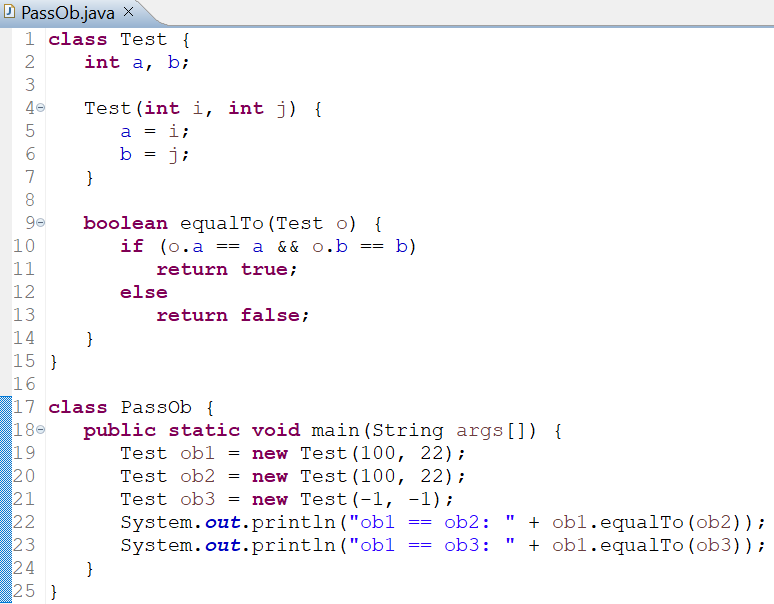 PassOb.java
1 class Test {
2    int a, b;
3
4    Test(int i, int j) {
5       a = i;
6       b = j;
7    }
8
9    boolean equalTo(Test o) {
10      if (o.a == a && o.b == b)
11         return true;
12      else
13         return false;
14   }
15 }
16
17 class PassOb {
18    public static void main(String args[]) {
19       Test ob1 = new Test(100, 22);
20       Test ob2 = new Test(100, 22);
21       Test ob3 = new Test(-1, -1);
22       System.out.println("ob1 == ob2: " + ob1.equalTo(ob2));
23       System.out.println("ob1 == ob3: " + ob1.equalTo(ob3));
24    }
25 }